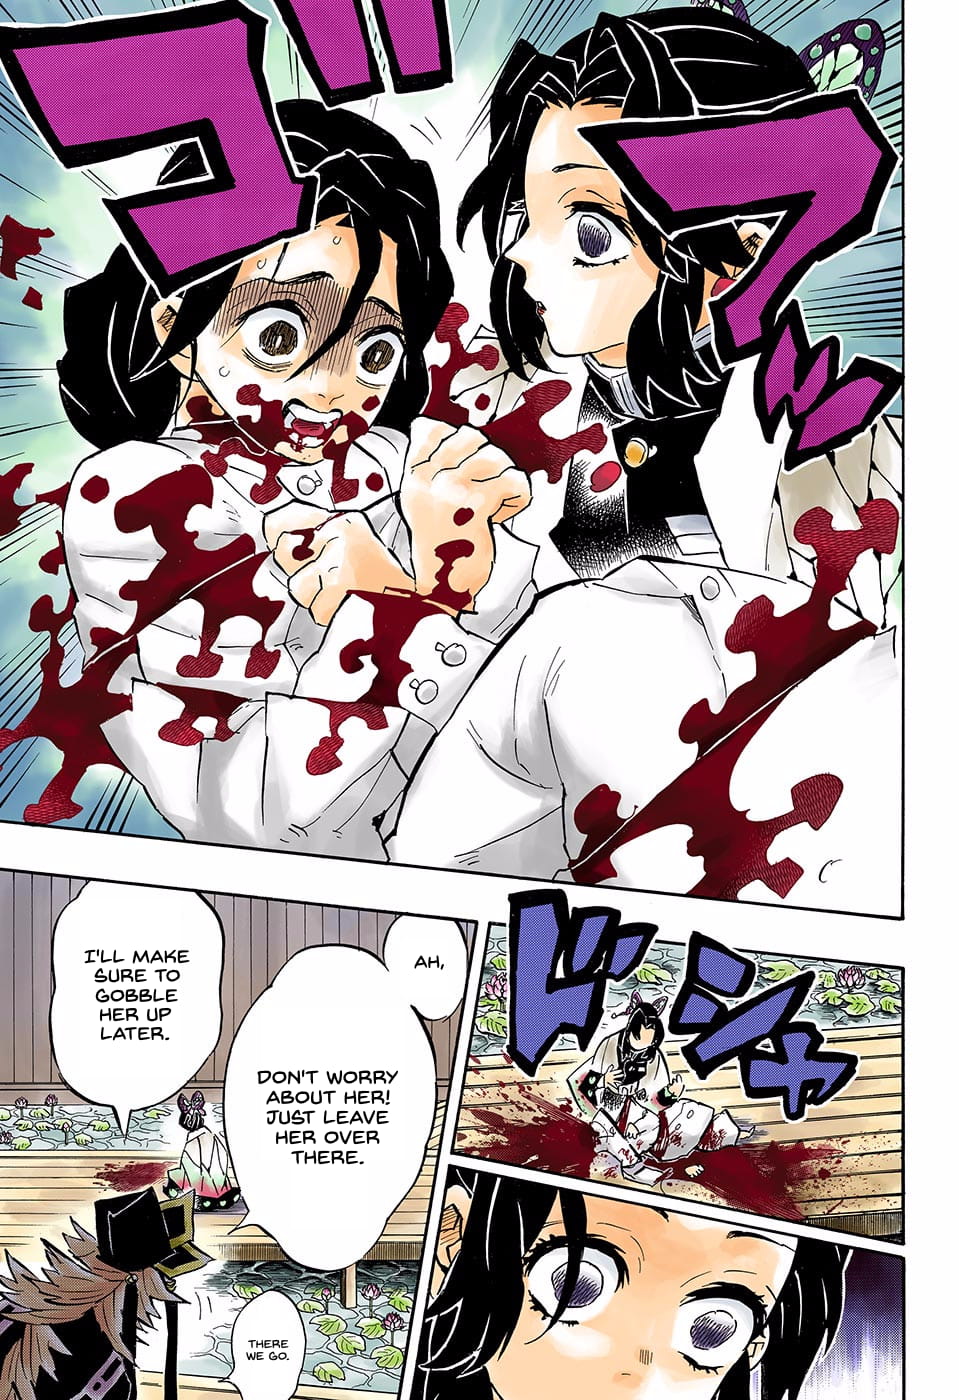 ゴフッ
ドシャ
AH,
DON'T WORRY
ABOUT HER!
JUST LEAVE
HER OVER
THERE.
I'LL MAKE
SURE TO
GOBBLE
HER UP
LATER.
THERE
WE GO.